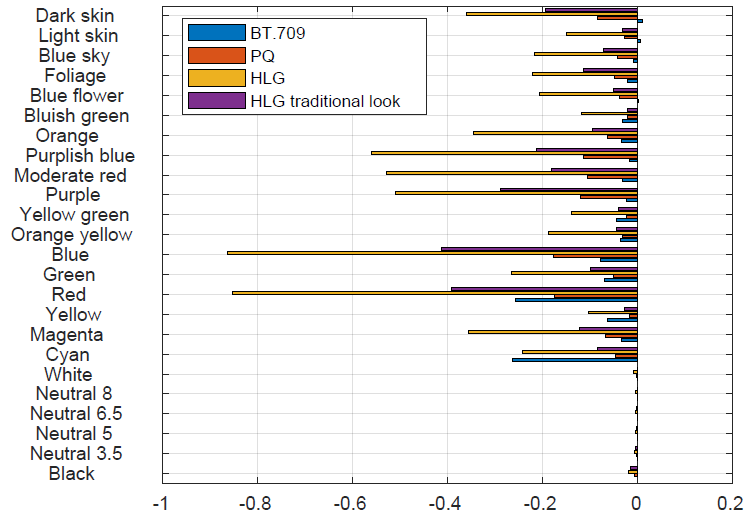 Dark skin
Light skin
Blue sky
Foliage
Blue flower
Bluish green
Orange
Purplish blue
Moderate red
Purple
Yellow green
Orange yellow
Blue
Green
Red
Yellow
Magenta
Cyan
White
Neutral 8
Neutral 6.5
Neutral 5
Neutral 3.5
Black
BT.709
PQ
HLG
HLG traditional look
-1 -0.8 -0.6 -0.4 -0.2 0 0.2